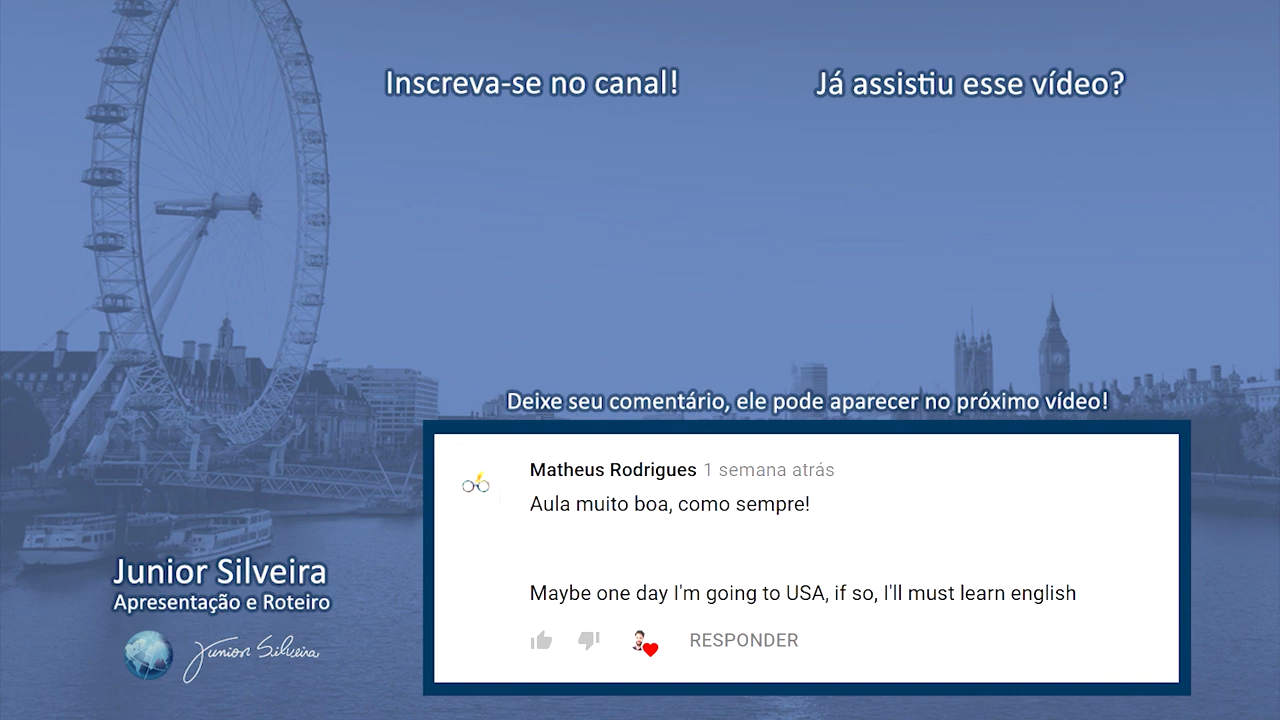 Inscreva-se no canal!
Já assistiu esse vídeo?
Deixe seu comentário, ele pode aparecer no próximo vídeo!
Matheus Rodrigues 1 semana atrás
Aula muito boa, como sempre!
Maybe one day I'm going to USA, if so, I'll must learn english
RESPONDER
Junior Silveira
Apresentação e Roteiro
Junior Silveira